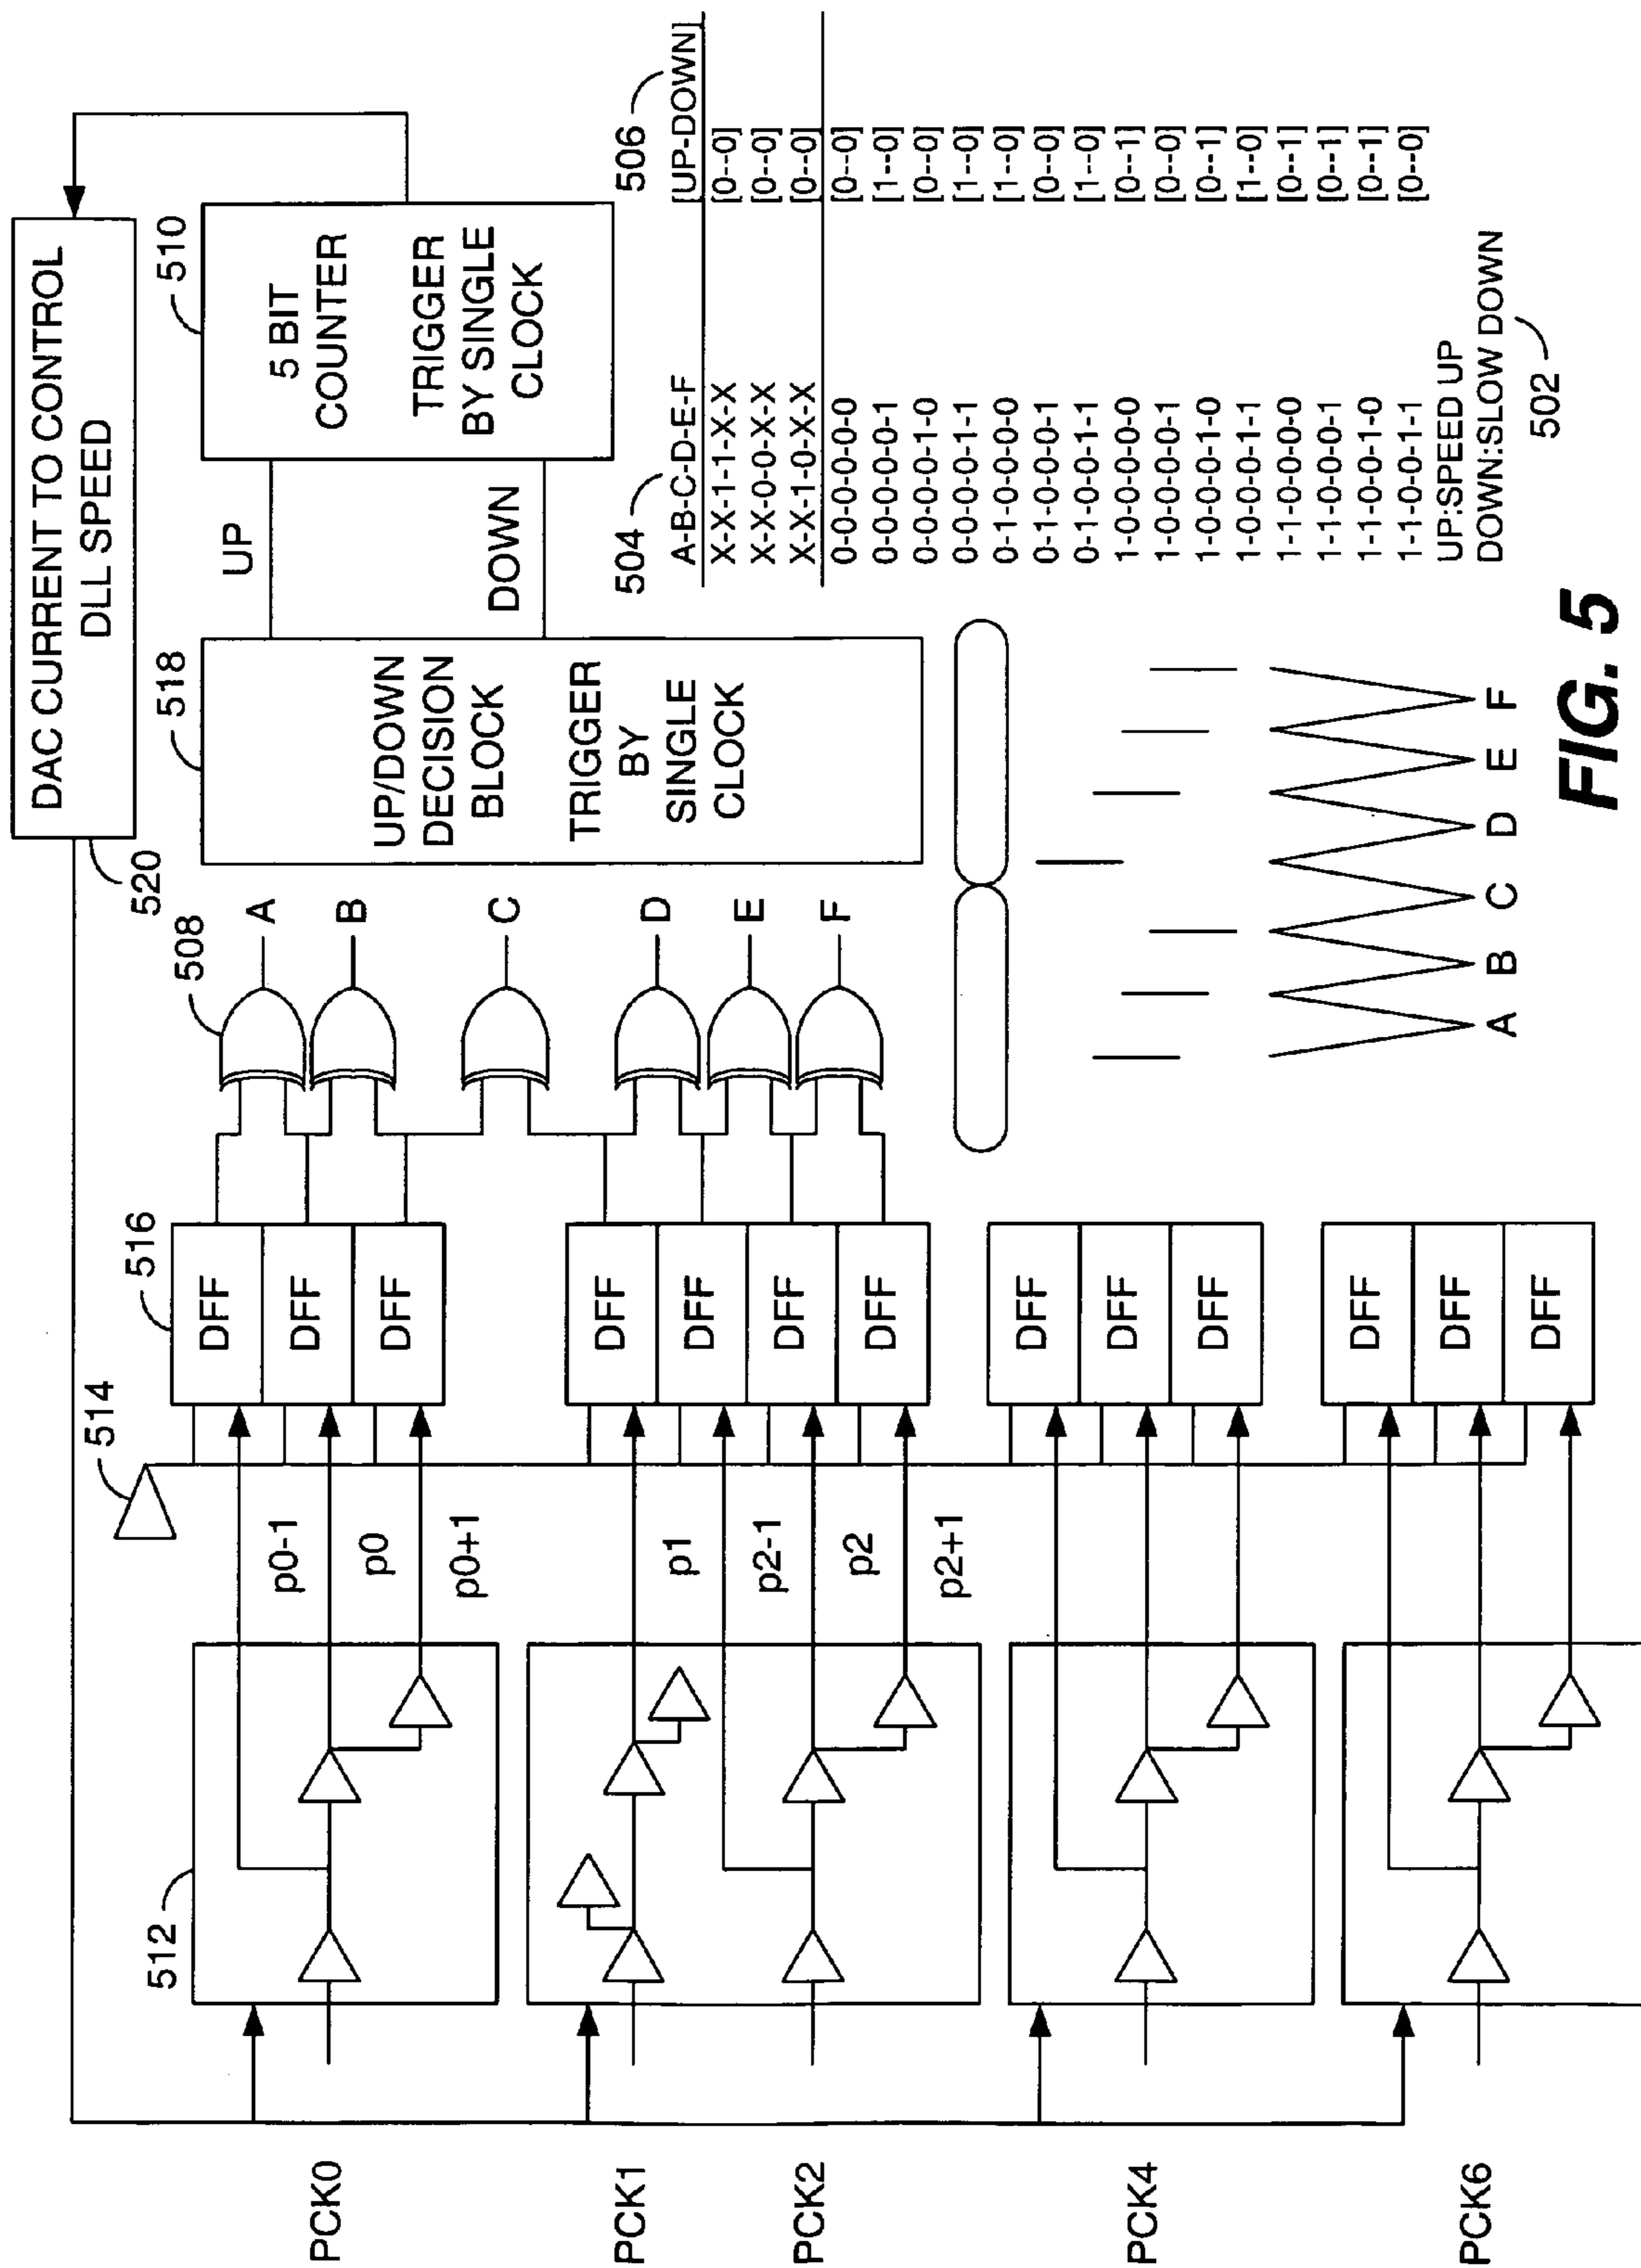 DAC CURRENT TO CONTROL
DLL SPEED
520
514
516
508
518
510
512
PCK0
p0-1
p0
p0+1
DFF
DFF
DFF
A
B
C
UP/DOWN
DECISION
BLOCK
TRIGGER
BY
SINGLE
CLOCK
UP
DOWN
5 BIT
COUNTER
TRIGGER
BY SINGLE
CLOCK
PCK1
PCK2
p1
p2-1
p2
p2+1
DFF
DFF
DFF
DFF
D
E
F
504
506
A-B-C-D-E-F [UP-DOWN]
X-X-1-1-X-X [0--0]
X-X-0-0-X-X [0--0]
X-X-1-0-X-X [0--0]
0-0-0-0-0-0 [0--0]
0-0-0-0-0-1 [1--0]
0-0-0-0-1-0 [0--0]
0-0-0-0-1-1 [1--0]
0-1-0-0-0-0 [1--0]
0-1-0-0-0-1 [0--0]
0-1-0-0-1-1 [1--0]
1-0-0-0-0-0 [0--1]
1-0-0-0-0-1 [0--0]
1-0-0-0-1-0 [0--1]
1-0-0-0-1-1 [1--0]
1-1-0-0-0-0 [0--1]
1-1-0-0-0-1 [0--1]
1-1-0-0-1-0 [0--1]
1-1-0-0-1-1 [0--0]
UP:SPEED UP
DOWN:SLOW DOWN
502
PCK4
DFF
DFF
DFF
PCK6
DFF
DFF
DFF
A B C D E F
FIG. 5